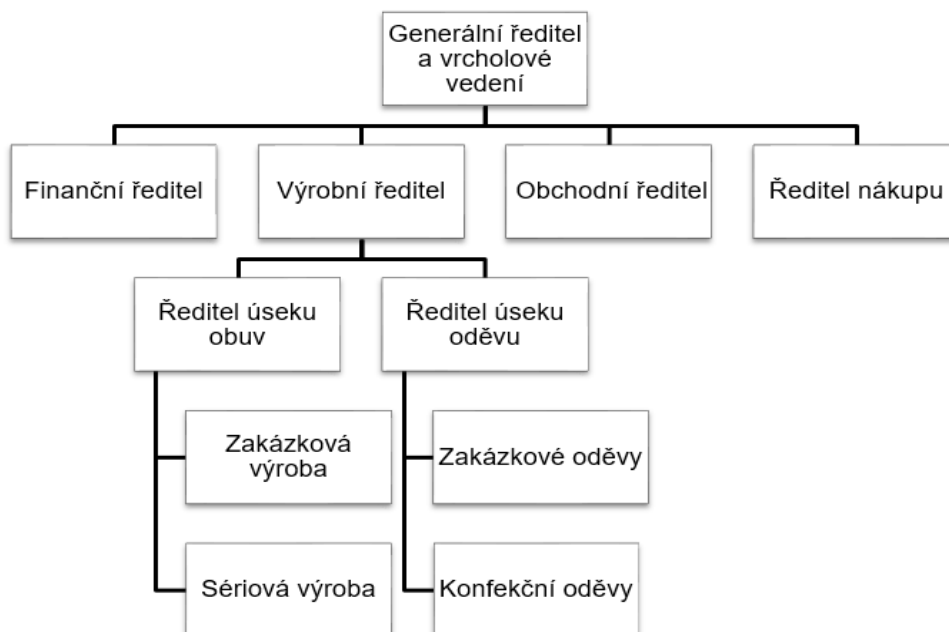 Generální ředitel
a vrcholové
vedení
Finanční ředitel
Výrobní ředitel
Obchodní ředitel
Ředitel nákupu
Ředitel úseku
obuv
Ředitel úseku
oděvu
Zakázková
výroba
Zakázkové oděvy
Sériová výroba
Konfekční oděvy